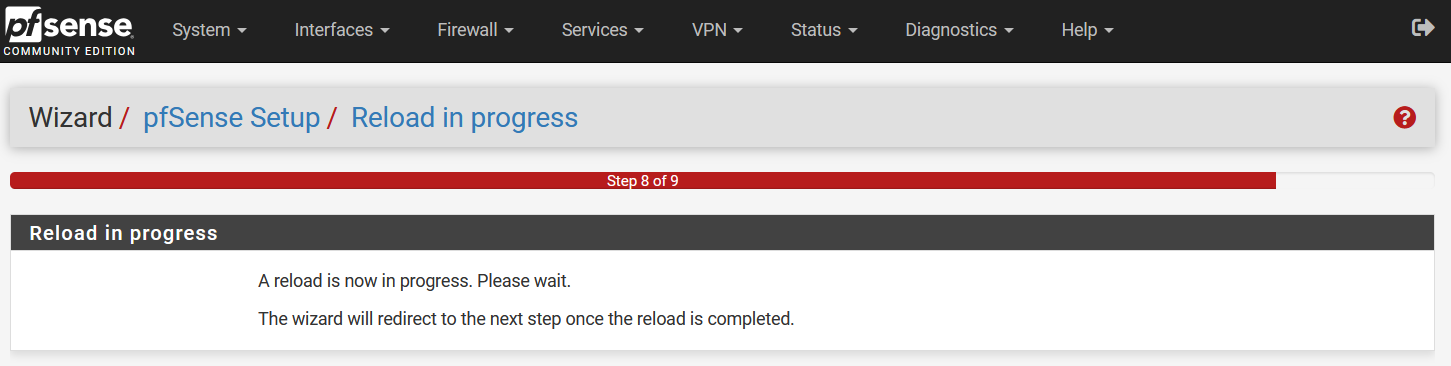 pfsense
COMMUNITY EDITION
System Interfaces Firewall Services VPN Status Diagnostics Help
Wizard / pfSense Setup / Reload in progress
Step 8 of 9
Reload in progress
A reload is now in progress. Please wait.
The wizard will redirect to the next step once the reload is completed.